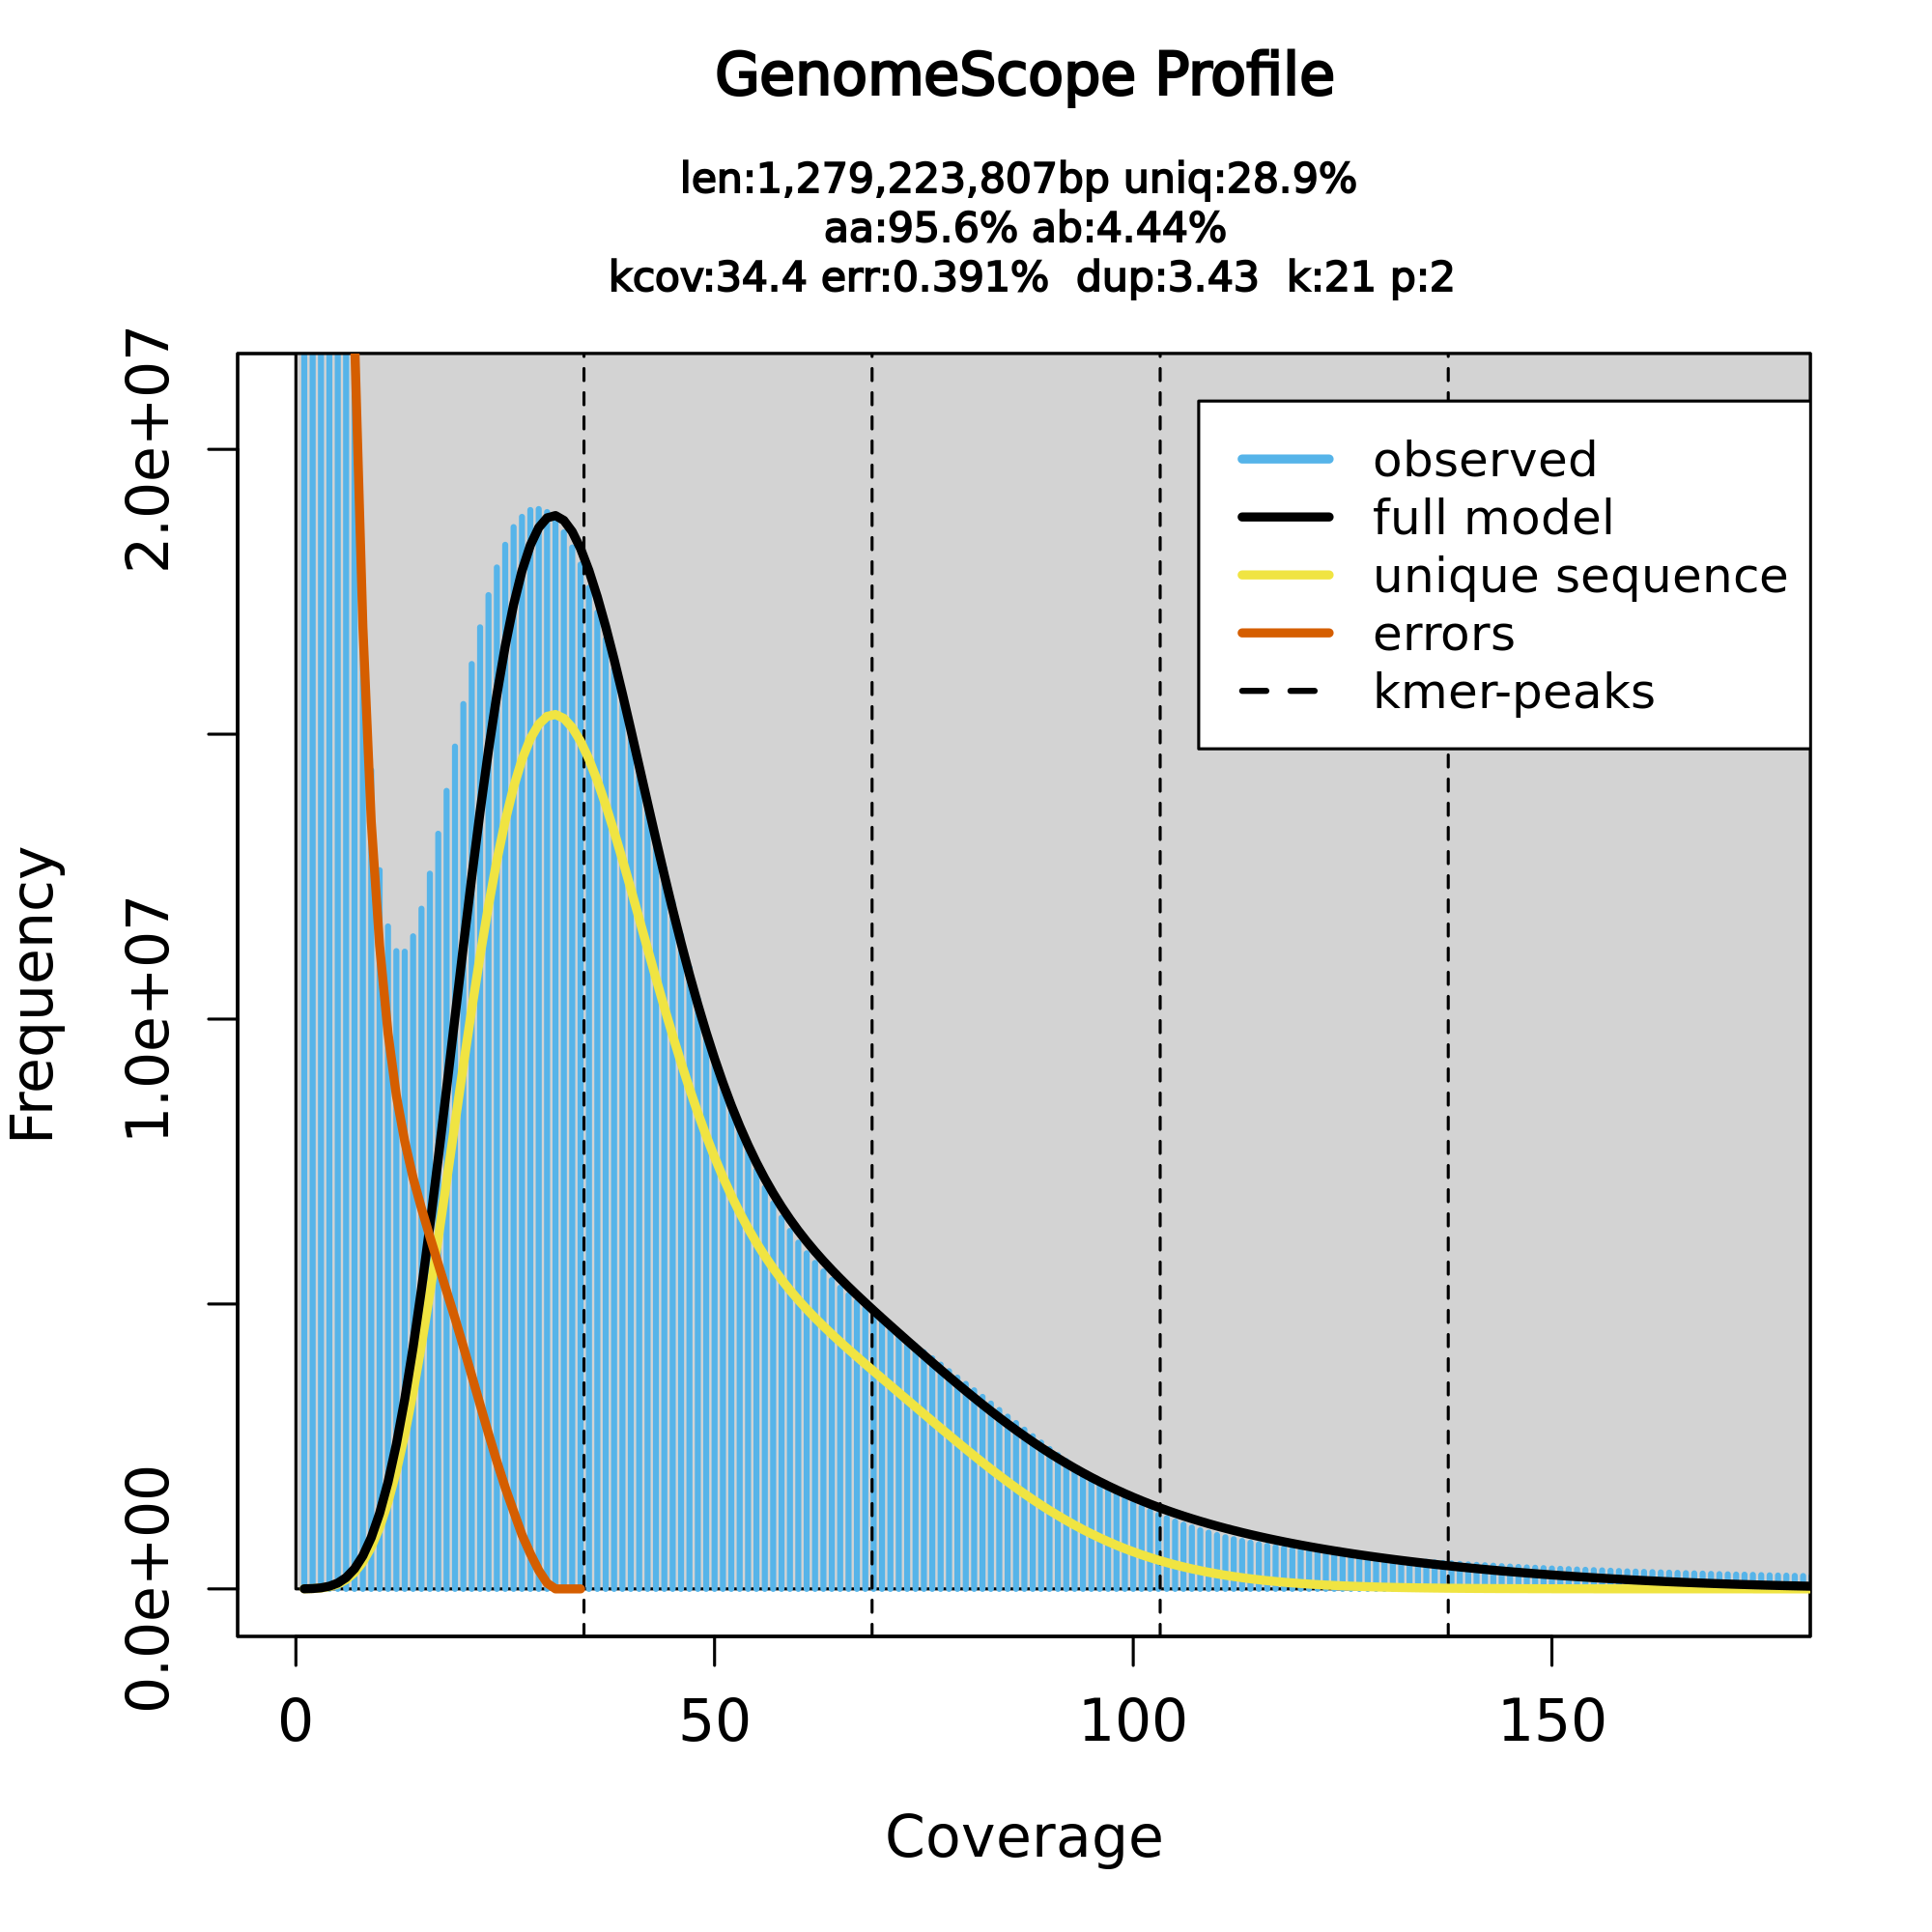 GenomeScope Profile
len:1,279,223,807bp uniq:28.9%
aa:95.6% ab:4.44%
kcov:34.4 err:0.391%  dup:3.43  k:21 p:2
observed
full model
unique sequence
errors
kmer-peaks
Frequency
2.0e+07
1.0e+07
0.0e+00
0
50
100
150
Coverage